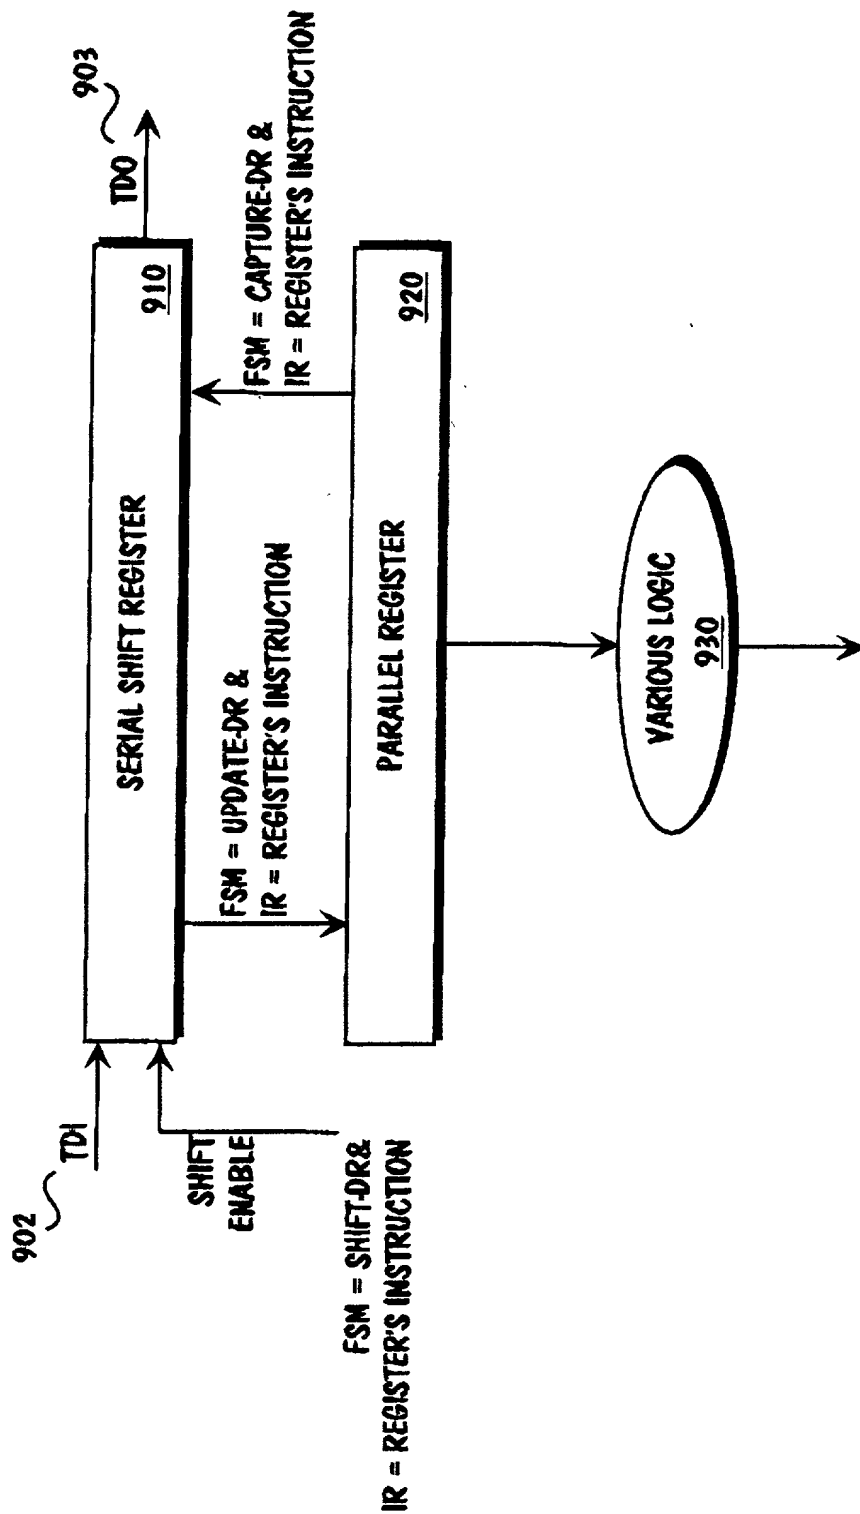 902
TDI
SHIFT
ENABLE
FSM = SHIFT-DR&
IR = REGISTER'S INSTRUCTION
SERIAL SHIFT REGISTER
910
TDO
903
FSM = UPDATE-DR &
IR = REGISTER'S INSTRUCTION
FSM = CAPTURE-DR &
IR = REGISTER'S INSTRUCTION
PARALLEL REGISTER
920
VARIOUS LOGIC
930